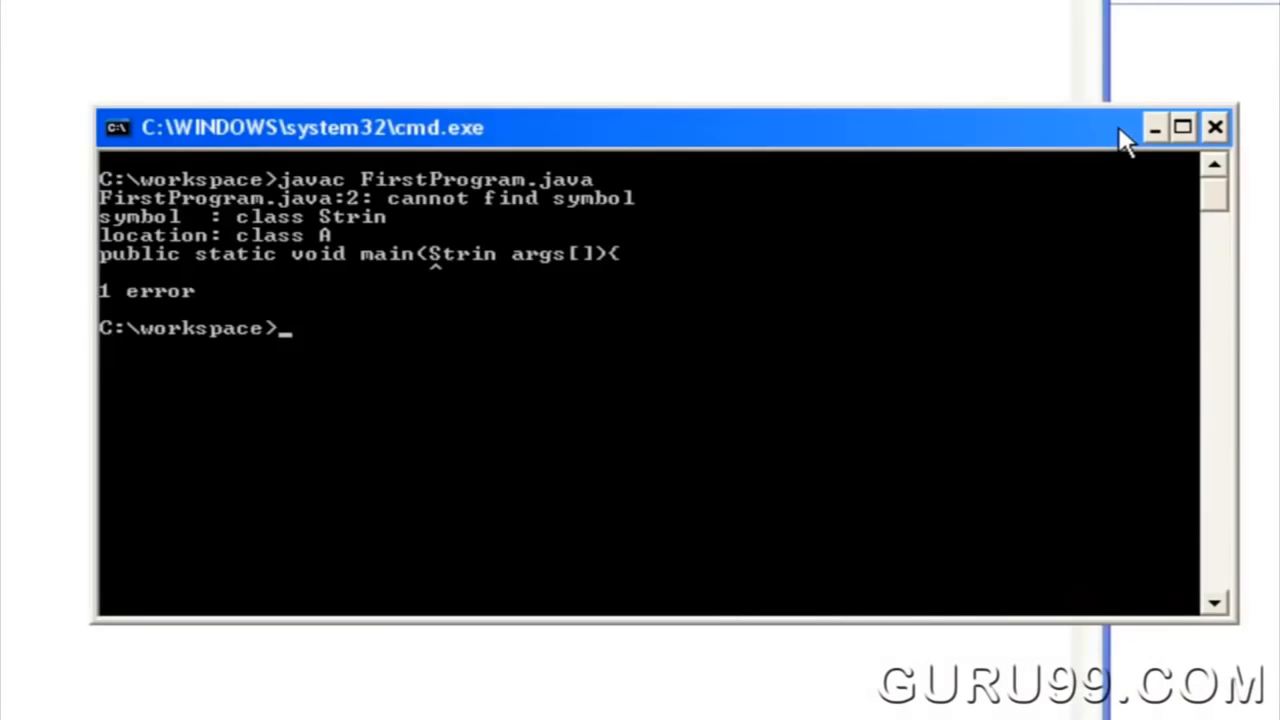 C:\WINDOWS\system32\cmd.exe
C:\workspace>javac FirstProgram.java
FirstProgram.java:2: cannot find symbol
symbol  : class Strin
location: class A
public static void main(Strin args[]){
^
1 error
C:\workspace>_
GURU99.COM